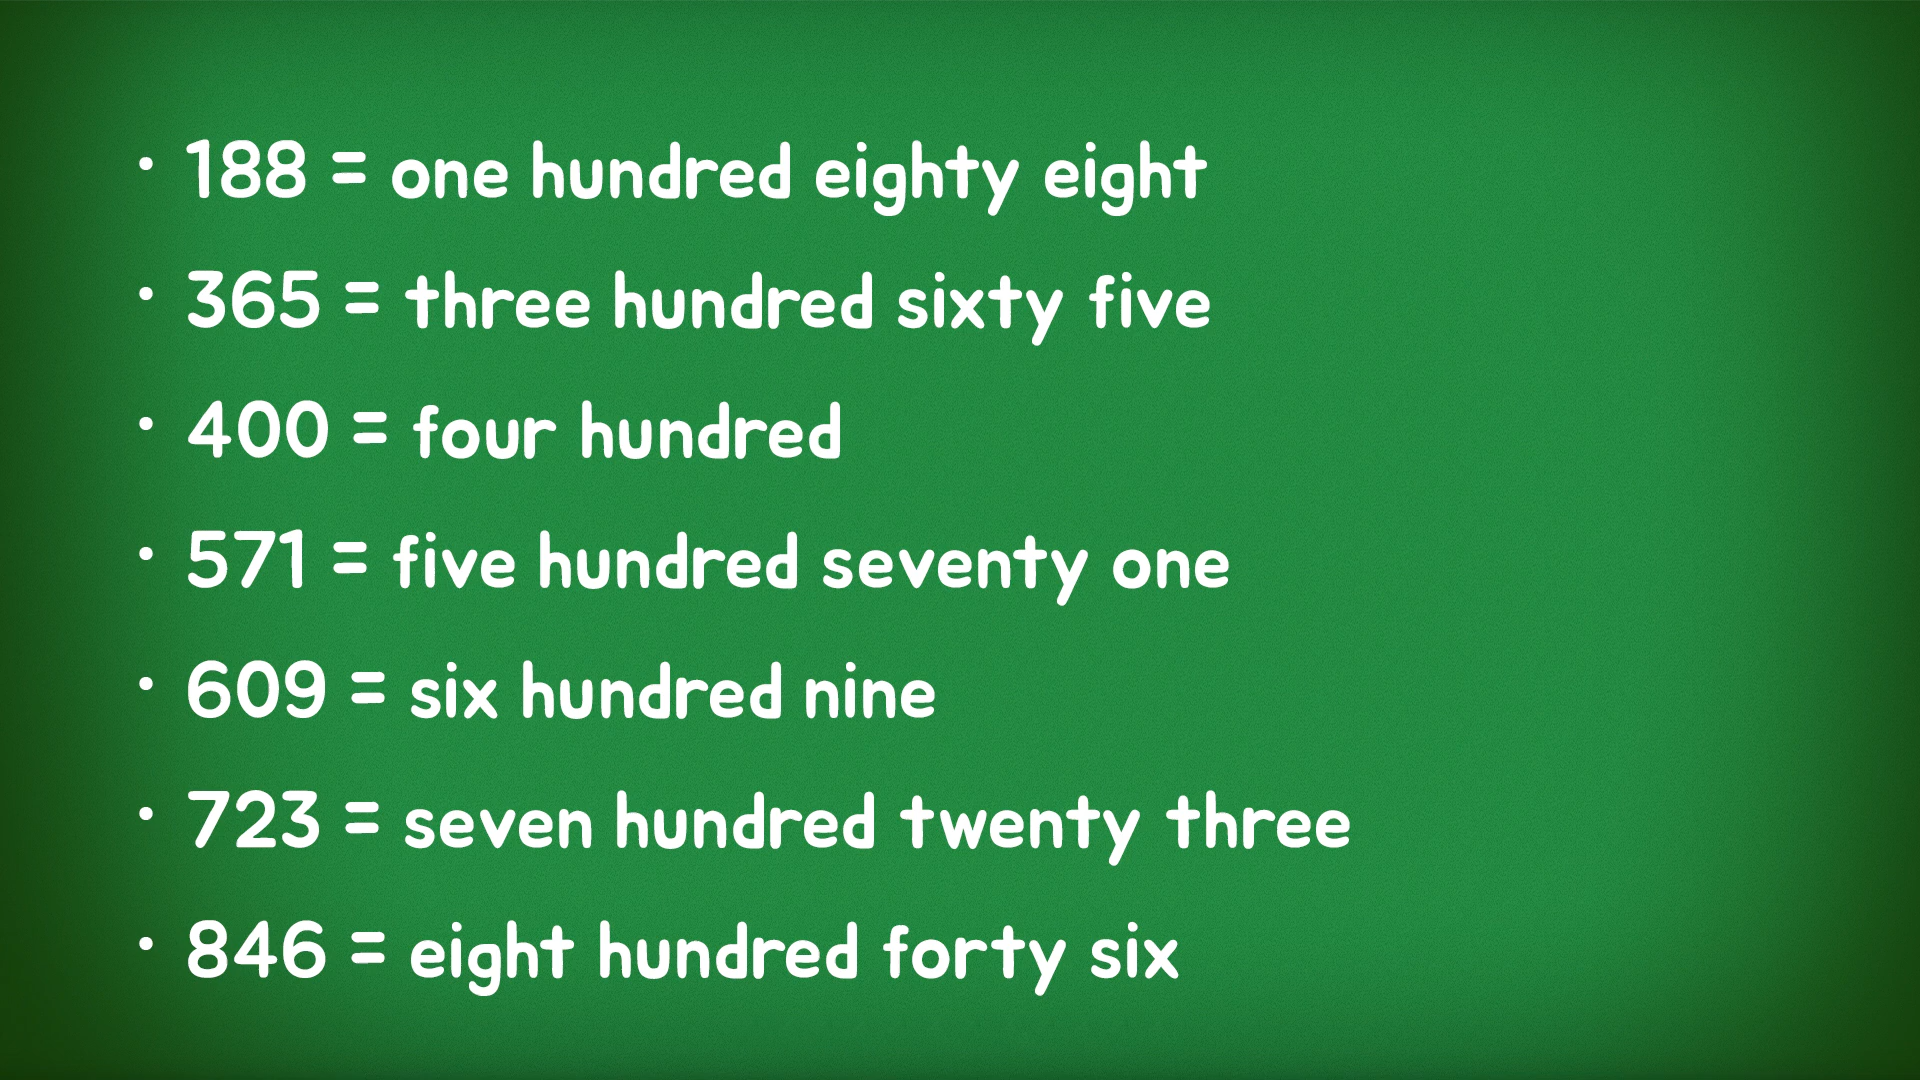 • 188 = one hundred eighty eight
• 365 = three hundred sixty five
• 400 = four hundred
• 571 = five hundred seventy one
• 609 = six hundred nine
• 723 = seven hundred twenty three
• 846 = eight hundred forty six